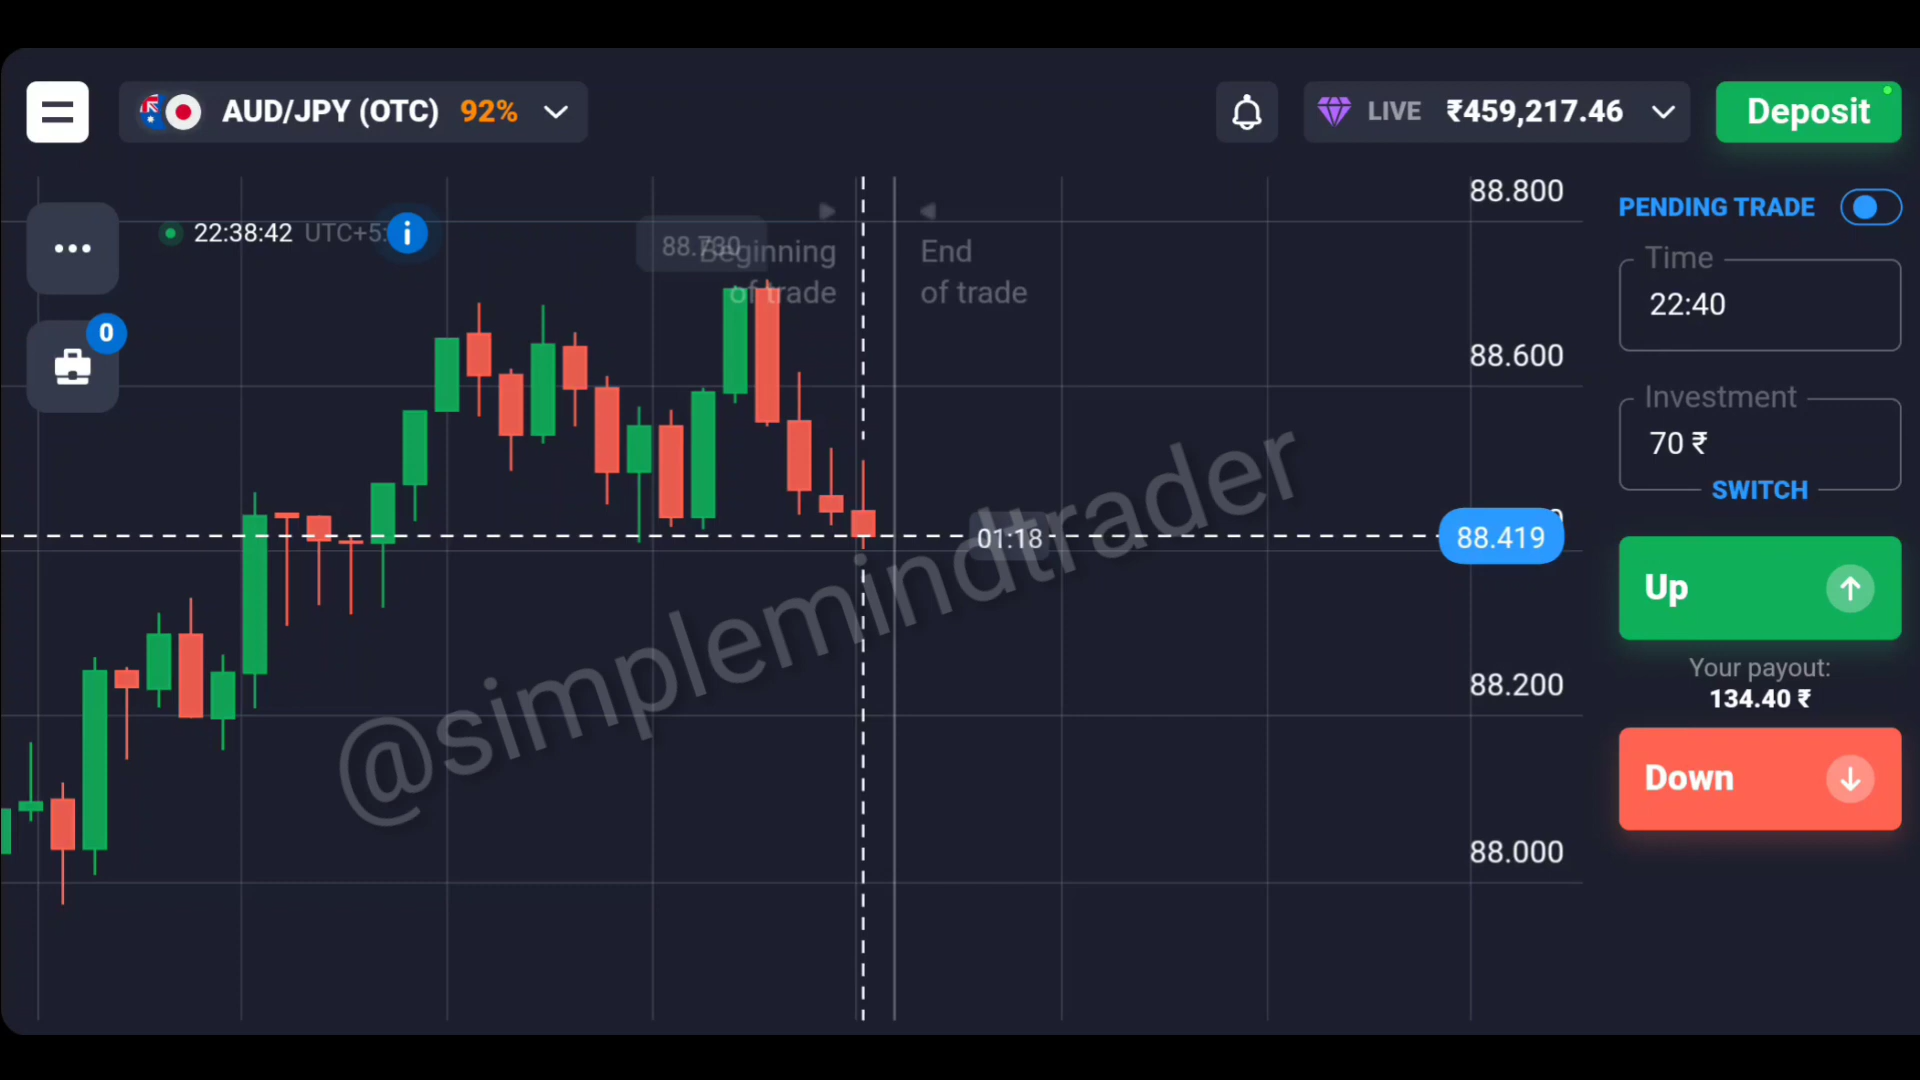 AUD/JPY (OTC) 92%
LIVE ₹459,217.46
Deposit
22:38:42 UTC+5:
88.730
Beginning
of trade
End
of trade
88.800
88.600
88.419
88.200
88.000
01:18
0
PENDING TRADE
Time
22:40
Investment
70 ₹
SWITCH
Up
Your payout:
134.40 ₹
Down
@simplemindtrader